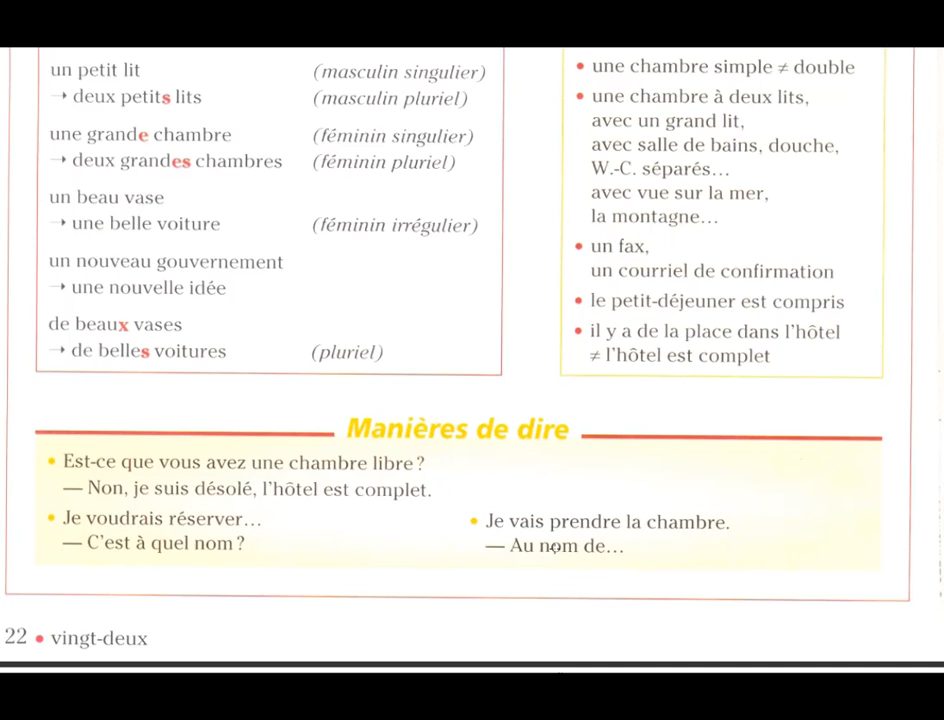 un petit lit (masculin singulier)
→ deux petits lits (masculin pluriel)
une grande chambre (féminin singulier)
→ deux grandes chambres (féminin pluriel)
un beau vase
→ une belle voiture (féminin irrégulier)
un nouveau gouvernement
→ une nouvelle idée
de beaux vases
→ de belles voitures (pluriel)
• une chambre simple ≠ double
• une chambre à deux lits,
avec un grand lit,
avec salle de bains, douche,
W.-C. séparés…
avec vue sur la mer,
la montagne…
• un fax,
un courriel de confirmation
• le petit-déjeuner est compris
• il y a de la place dans l'hôtel
≠ l'hôtel est complet
Manières de dire
• Est-ce que vous avez une chambre libre ?
— Non, je suis désolé, l'hôtel est complet.
• Je voudrais réserver…
— C'est à quel nom ?
• Je vais prendre la chambre.
— Au nom de…
22 • vingt-deux